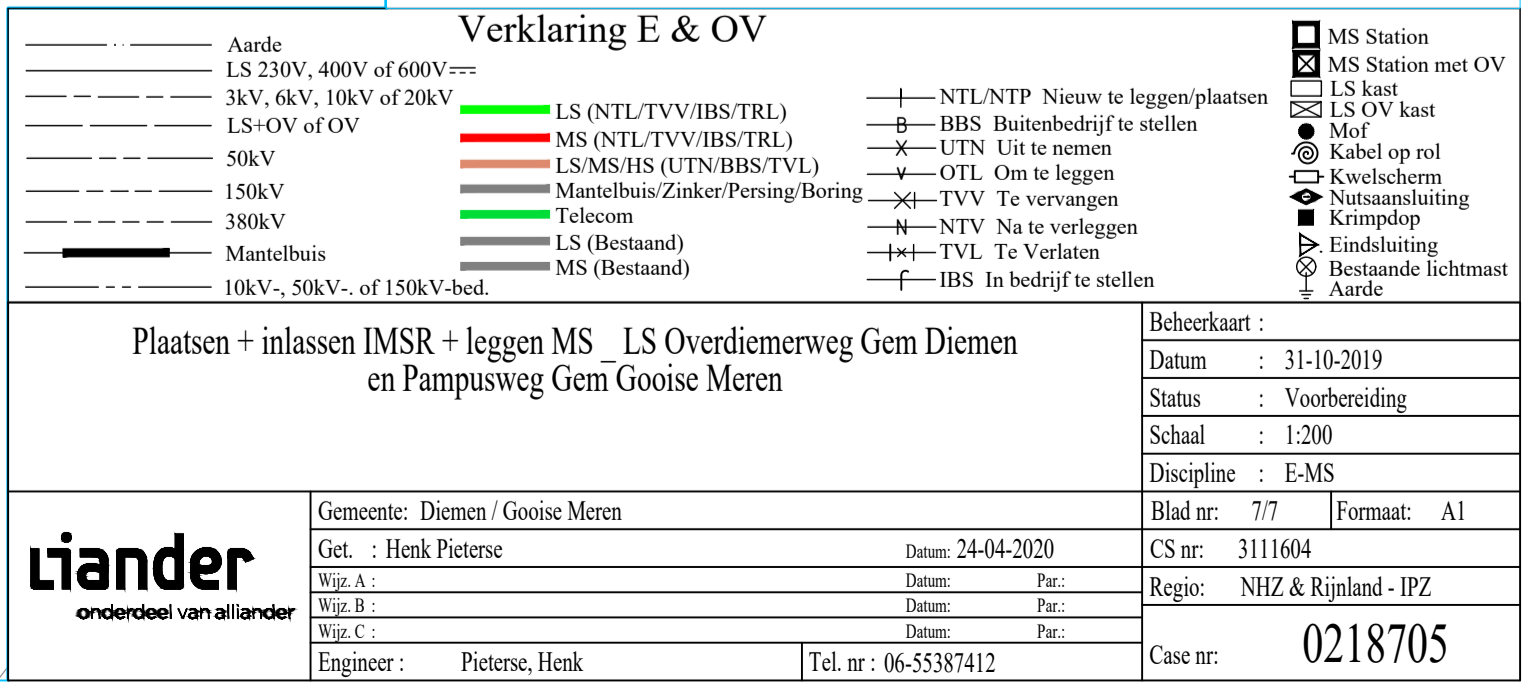 Verklaring E & OV
Aarde
LS 230V, 400V of 600V
3kV, 6kV, 10kV of 20kV
LS+OV of OV
50kV
150kV
380kV
Mantelbuis
10kV-, 50kV-. of 150kV-bed.
LS (NTL/TVV/IBS/TRL)
MS (NTL/TVV/IBS/TRL)
LS/MS/HS (UTN/BBS/TVL)
Mantelbuis/Zinker/Persing/Boring
Telecom
LS (Bestaand)
MS (Bestaand)
NTL/NTP Nieuw te leggen/plaatsen
B BBS Buitenbedrijf te stellen
UTN Uit te nemen
OTL Om te leggen
TVV Te vervangen
N NTV Na te verleggen
TVL Te Verlaten
IBS In bedrijf te stellen
MS Station
MS Station met OV
LS kast
LS OV kast
Mof
Kabel op rol
Kwelscherm
Nutsaansluiting
Krimpdop
Eindsluiting
Bestaande lichtmast
Aarde
Plaatsen + inlassen IMSR + leggen MS _ LS Overdiemerweg Gem Diemen
en Pampusweg Gem Gooise Meren
Beheerkaart :
Datum : 31-10-2019
Status : Voorbereiding
Schaal : 1:200
Discipline : E-MS
Blad nr: 7/7 Formaat: A1
CS nr: 3111604
Regio: NHZ & Rijnland - IPZ
Case nr: 0218705
liander
onderdeel van alliander
Gemeente: Diemen / Gooise Meren
Get. : Henk Pieterse Datum: 24-04-2020
Wijz. A : Datum: Par.:
Wijz. B : Datum: Par.:
Wijz. C : Datum: Par.:
Engineer : Pieterse, Henk Tel. nr : 06-55387412